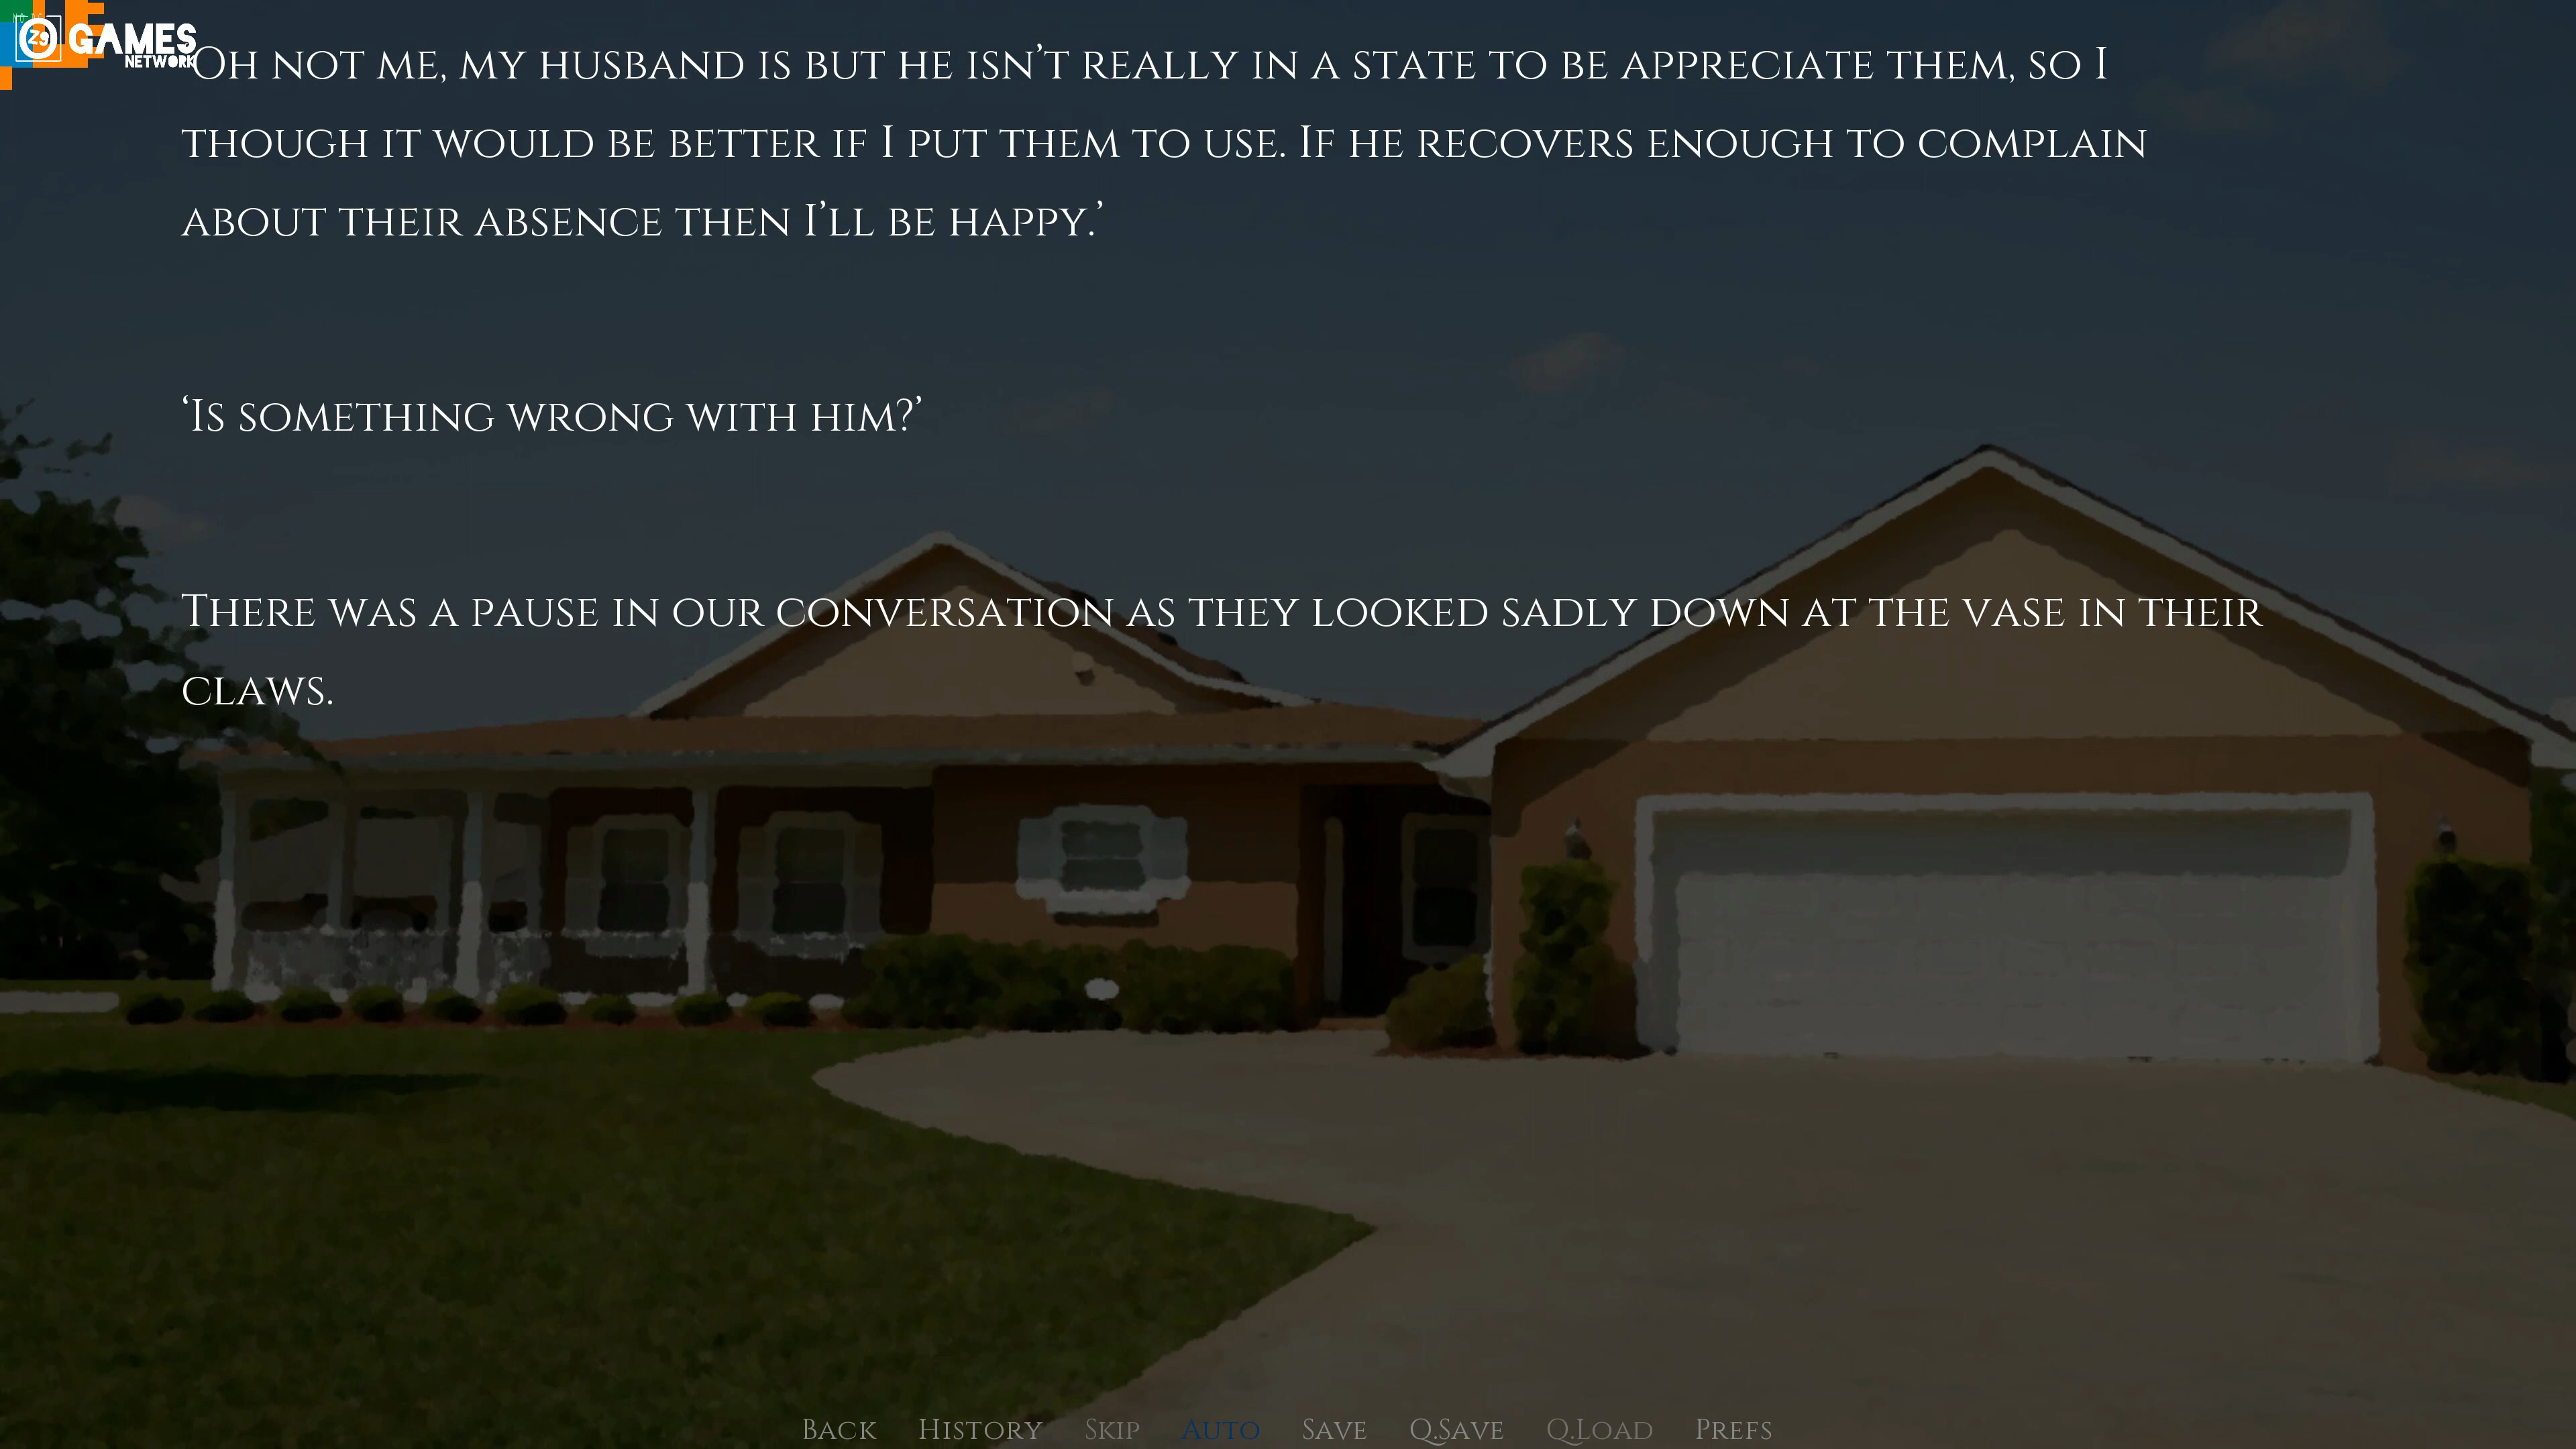 GAMES
NETWORK
Oh not me, my husband is but he isn't really in a state to be appreciate them, so I
though it would be better if I put them to use. If he recovers enough to complain
about their absence then I'll be happy.'
'Is something wrong with him?'
There was a pause in our conversation as they looked sadly down at the vase in their
claws.
Back History Skip Auto Save Q.Save Q.Load Prefs